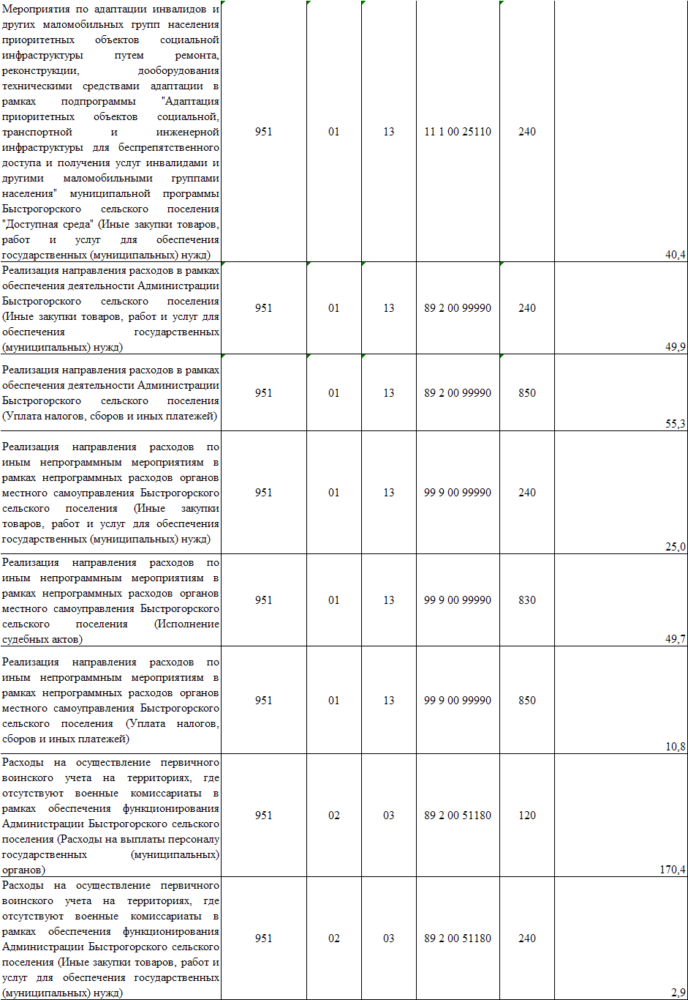 Мероприятия по адаптации инвалидов и
других маломобильных групп населения
приоритетных объектов социальной
инфраструктуры путем ремонта,
реконструкции, дооборудования
техническими средствами адаптации в
рамках подпрограммы "Адаптация
приоритетных объектов социальной,
транспортной и инженерной
инфраструктуры для беспрепятственного
доступа и получения услуг инвалидами и
другими маломобильными группами
населения" муниципальной программы
Быстрогорского сельского поселения
"Доступная среда" (Иные закупки товаров,
работ и услуг для обеспечения
государственных (муниципальных) нужд)
951 01 13 11 1 00 25110 240 40,4
Реализация направления расходов в рамках
обеспечения деятельности Администрации
Быстрогорского сельского поселения
(Иные закупки товаров, работ и услуг для
обеспечения государственных
(муниципальных) нужд)
951 01 13 89 2 00 99990 240 49,9
Реализация направления расходов в рамках
обеспечения деятельности Администрации
Быстрогорского сельского поселения
(Уплата налогов, сборов и иных платежей)
951 01 13 89 2 00 99990 850 55,3
Реализация направления расходов по
иным непрограммным мероприятиям в
рамках непрограммных расходов органов
местного самоуправления Быстрогорского
сельского поселения (Иные закупки
товаров, работ и услуг для обеспечения
государственных (муниципальных) нужд)
951 01 13 99 9 00 99990 240 25,0
Реализация направления расходов по
иным непрограммным мероприятиям в
рамках непрограммных расходов органов
местного самоуправления Быстрогорского
сельского поселения (Исполнение
судебных актов)
951 01 13 99 9 00 99990 830 49,7
Реализация направления расходов по
иным непрограммным мероприятиям в
рамках непрограммных расходов органов
местного самоуправления Быстрогорского
сельского поселения (Уплата налогов,
сборов и иных платежей)
951 01 13 99 9 00 99990 850 10,8
Расходы на осуществление первичного
воинского учета на территориях, где
отсутствуют военные комиссариаты в
рамках обеспечения функционирования
Администрации Быстрогорского сельского
поселения (Расходы на выплаты персоналу
государственных (муниципальных)
органов)
951 02 03 89 2 00 51180 120 170,4
Расходы на осуществление первичного
воинского учета на территориях, где
отсутствуют военные комиссариаты в
рамках обеспечения функционирования
Администрации Быстрогорского сельского
поселения (Иные закупки товаров, работ и
услуг для обеспечения государственных
(муниципальных) нужд)
951 02 03 89 2 00 51180 240 2,9